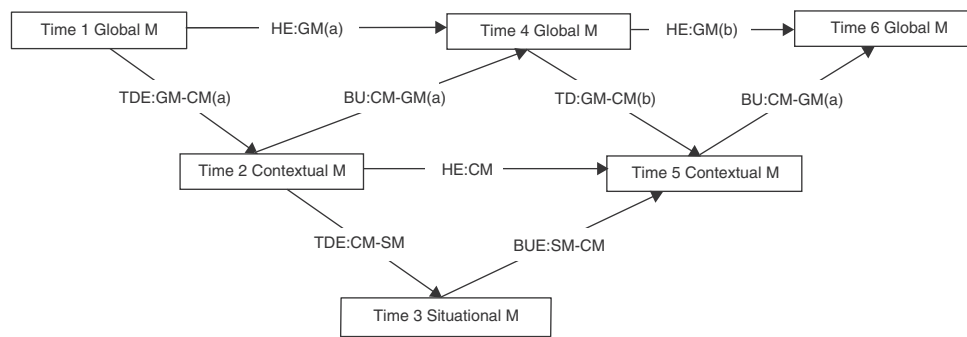 Time 1 Global M
HE:GM(a)
Time 4 Global M
HE:GM(b)
Time 6 Global M
TDE:GM-CM(a)
BU:CM-GM(a)
TD:GM-CM(b)
BU:CM-GM(a)
Time 2 Contextual M
HE:CM
Time 5 Contextual M
TDE:CM-SM
BUE:SM-CM
Time 3 Situational M